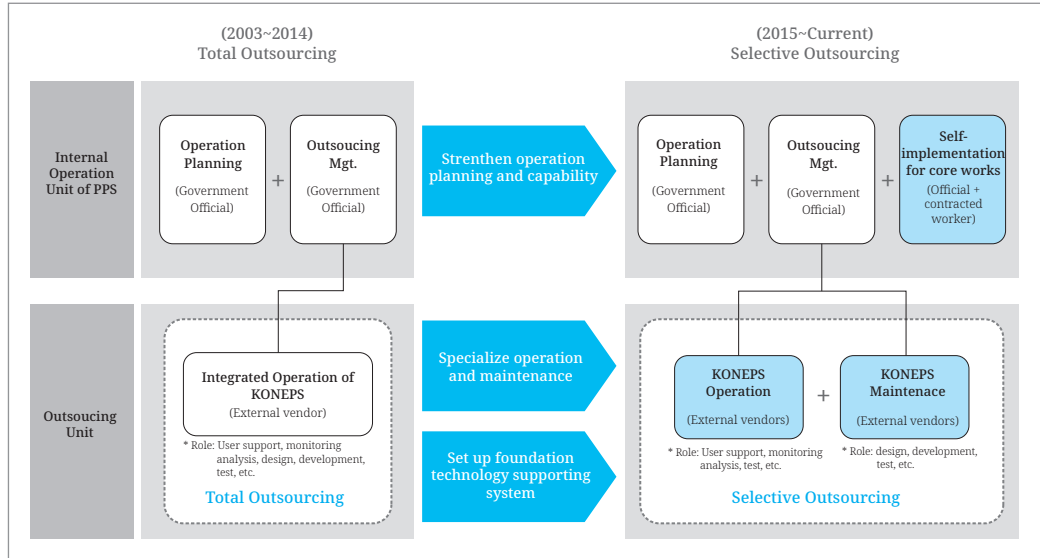 (2003~2014)
Total Outsourcing
(2015~Current)
Selective Outsourcing
Internal
Operation
Unit of PPS
Operation
Planning
(Government
Official)
+
Outsoucing
Mgt.
(Government
Official)
Strenthen operation
planning and capability
Operation
Planning
(Government
Official)
+
Outsoucing
Mgt.
(Government
Official)
+
Self-
implementation
for core works
(Official +
contracted
worker)
Outsoucing
Unit
Integrated Operation of
KONEPS
(External vendor)
* Role: User support, monitoring
analysis, design, development,
test, etc.
Total Outsourcing
Specialize operation
and maintenance
Set up foundation
technology supporting
system
KONEPS
Operation
(External vendors)
* Role: User support, monitoring
analysis, test, etc.
+
KONEPS
Maintenace
(External vendors)
* Role: design, development,
test, etc.
Selective Outsourcing